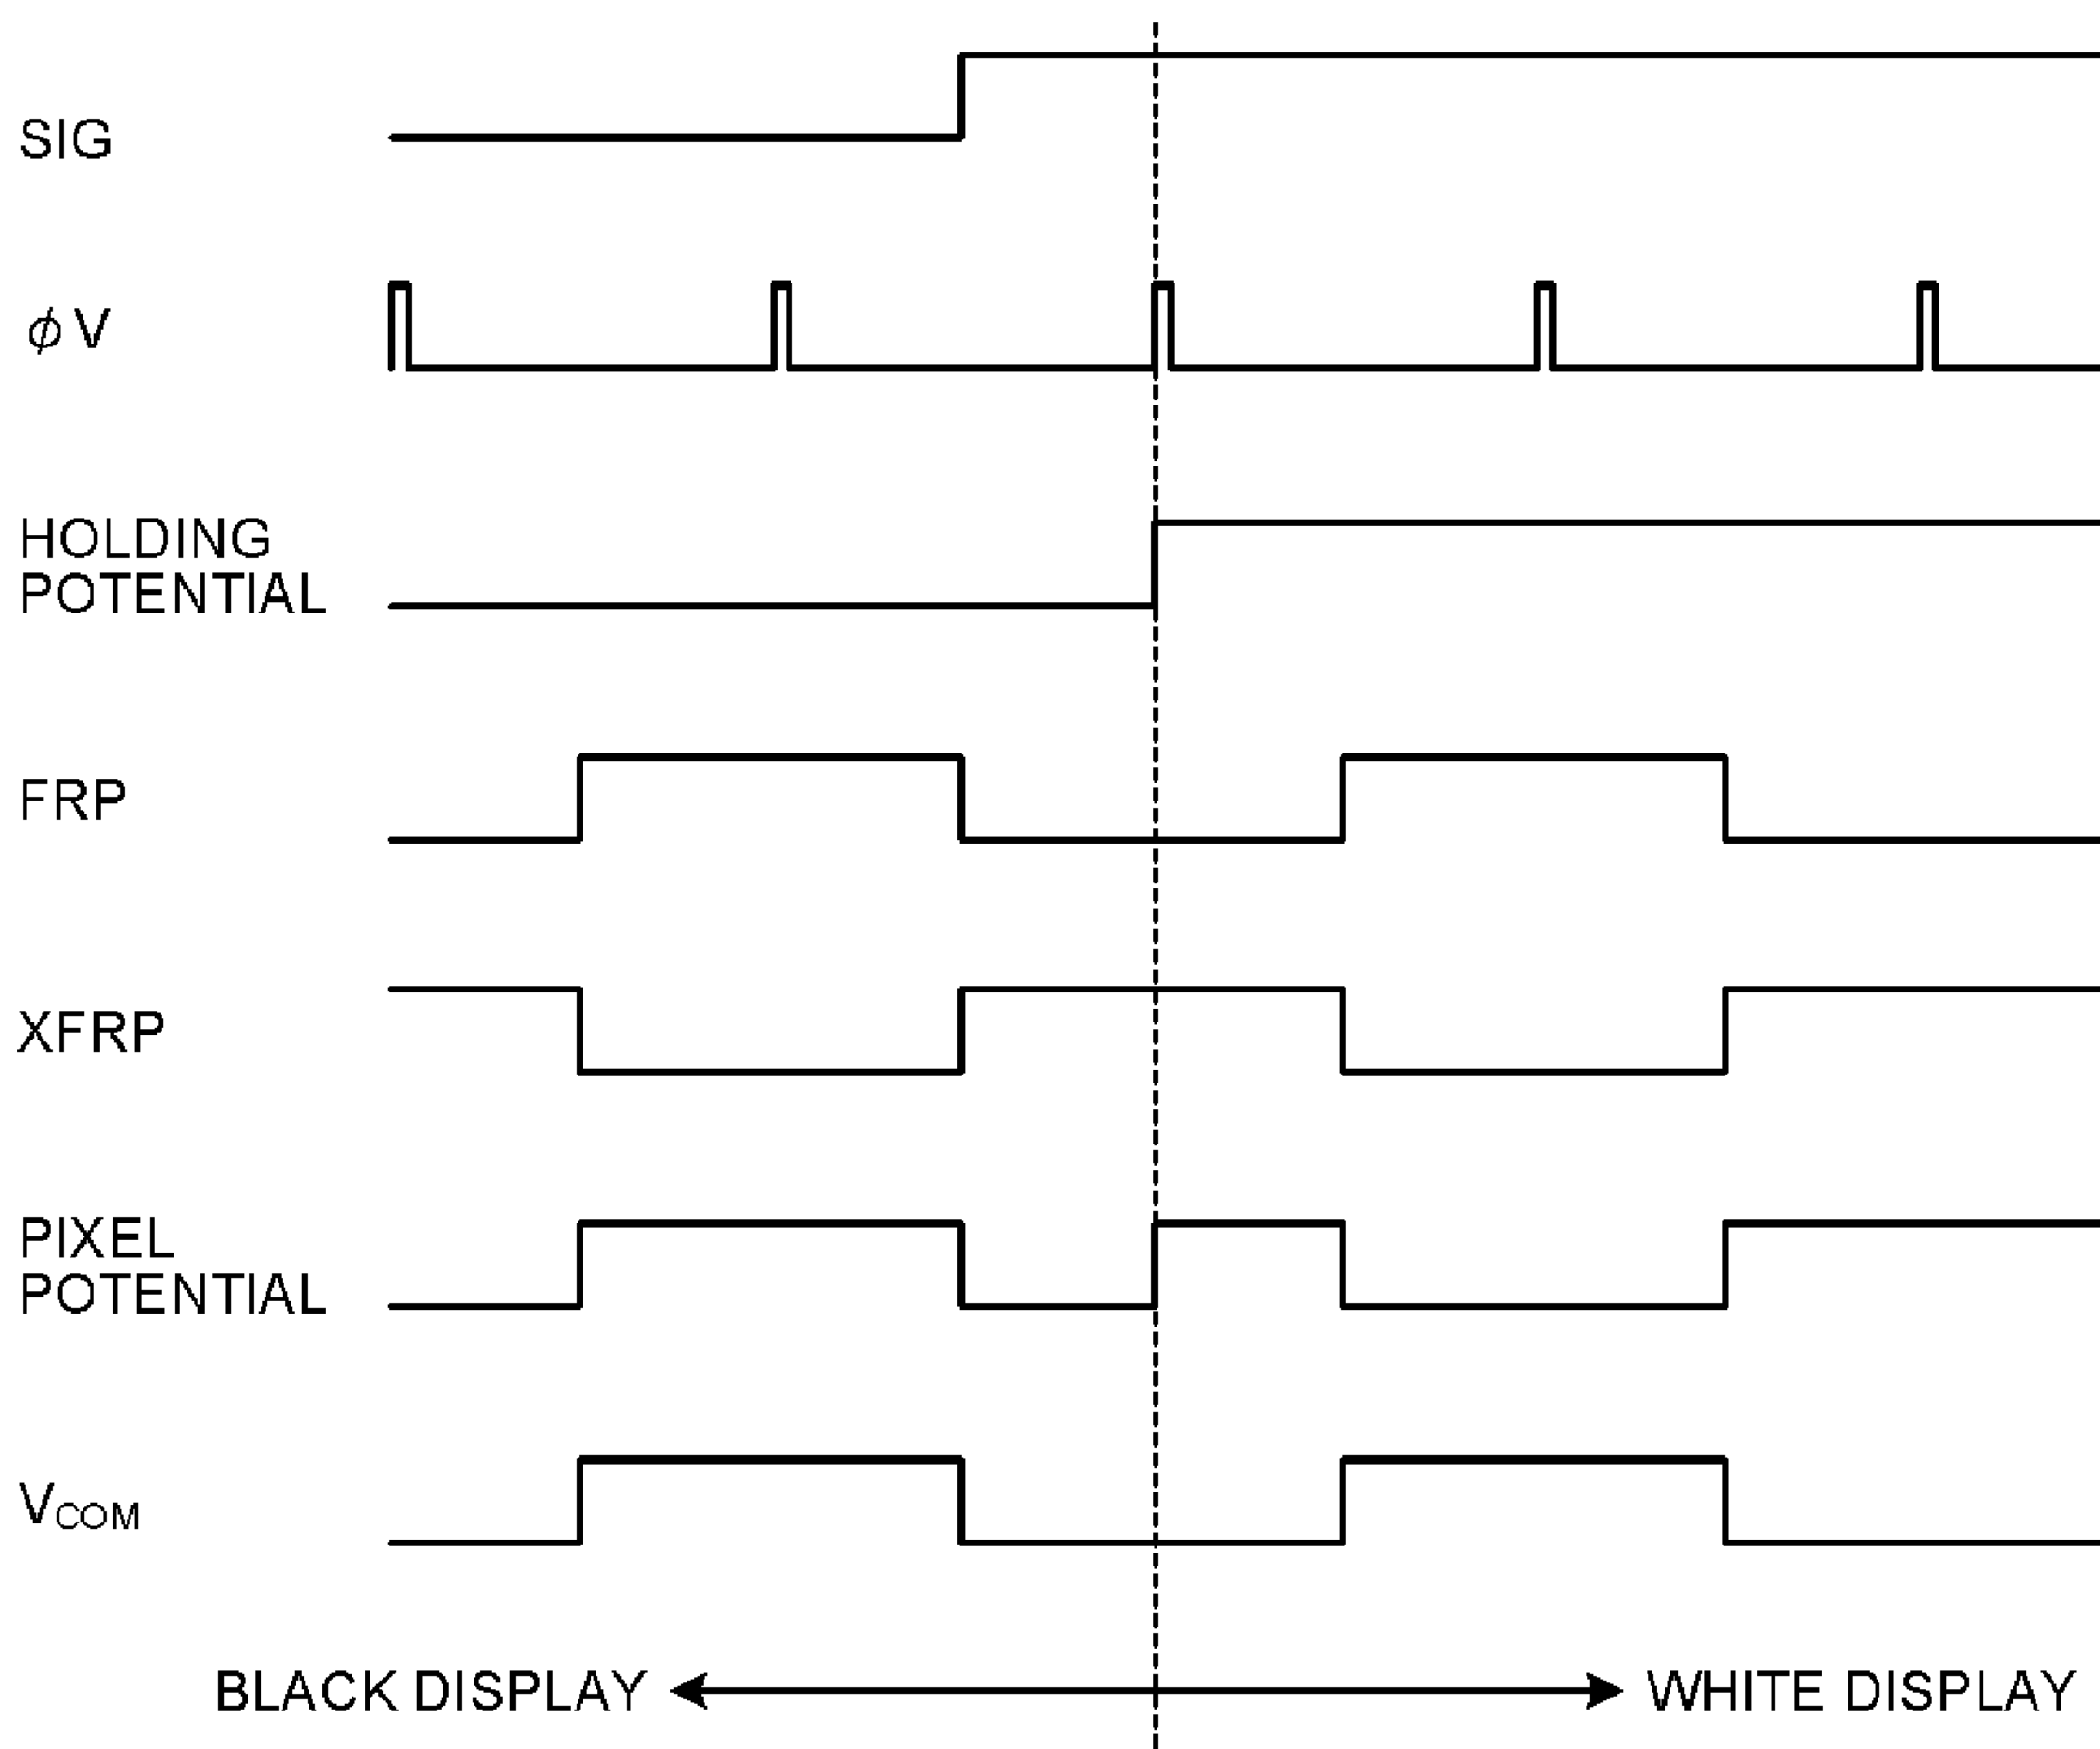 SIG
ϕV
HOLDING
POTENTIAL
FRP
XFRP
PIXEL
POTENTIAL
VCOM
BLACK DISPLAY WHITE DISPLAY